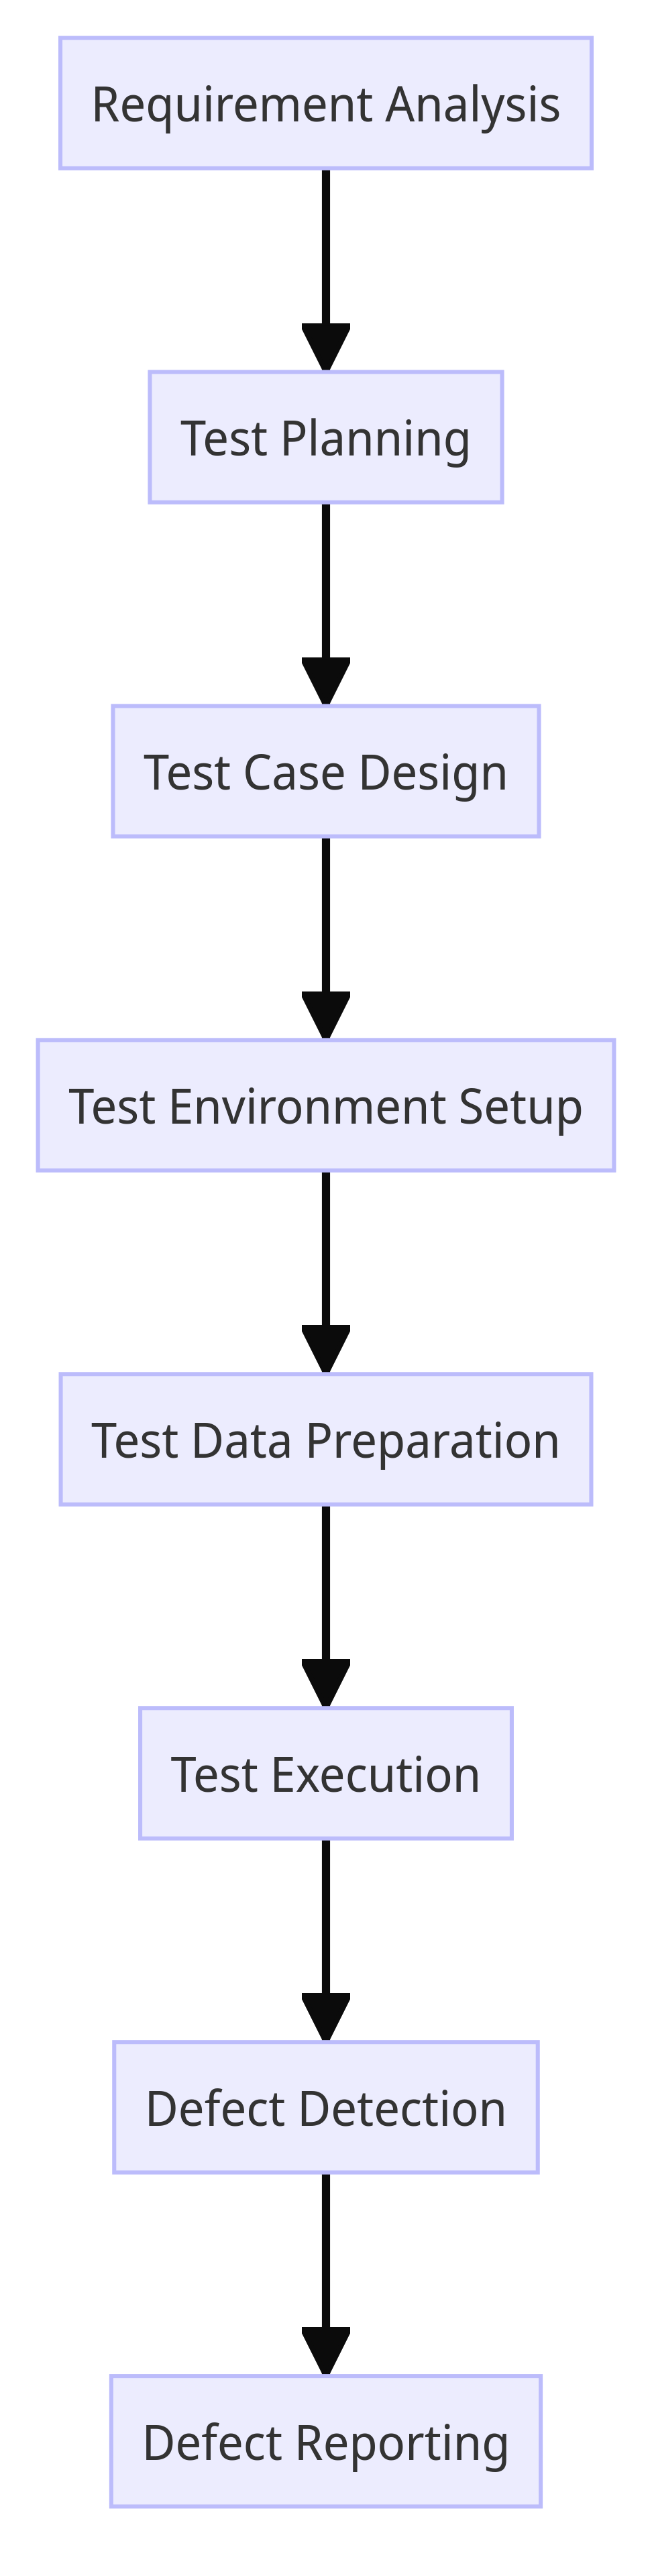 Requirement Analysis
Test Planning
Test Case Design
Test Environment Setup
Test Data Preparation
Test Execution
Defect Detection
Defect Reporting